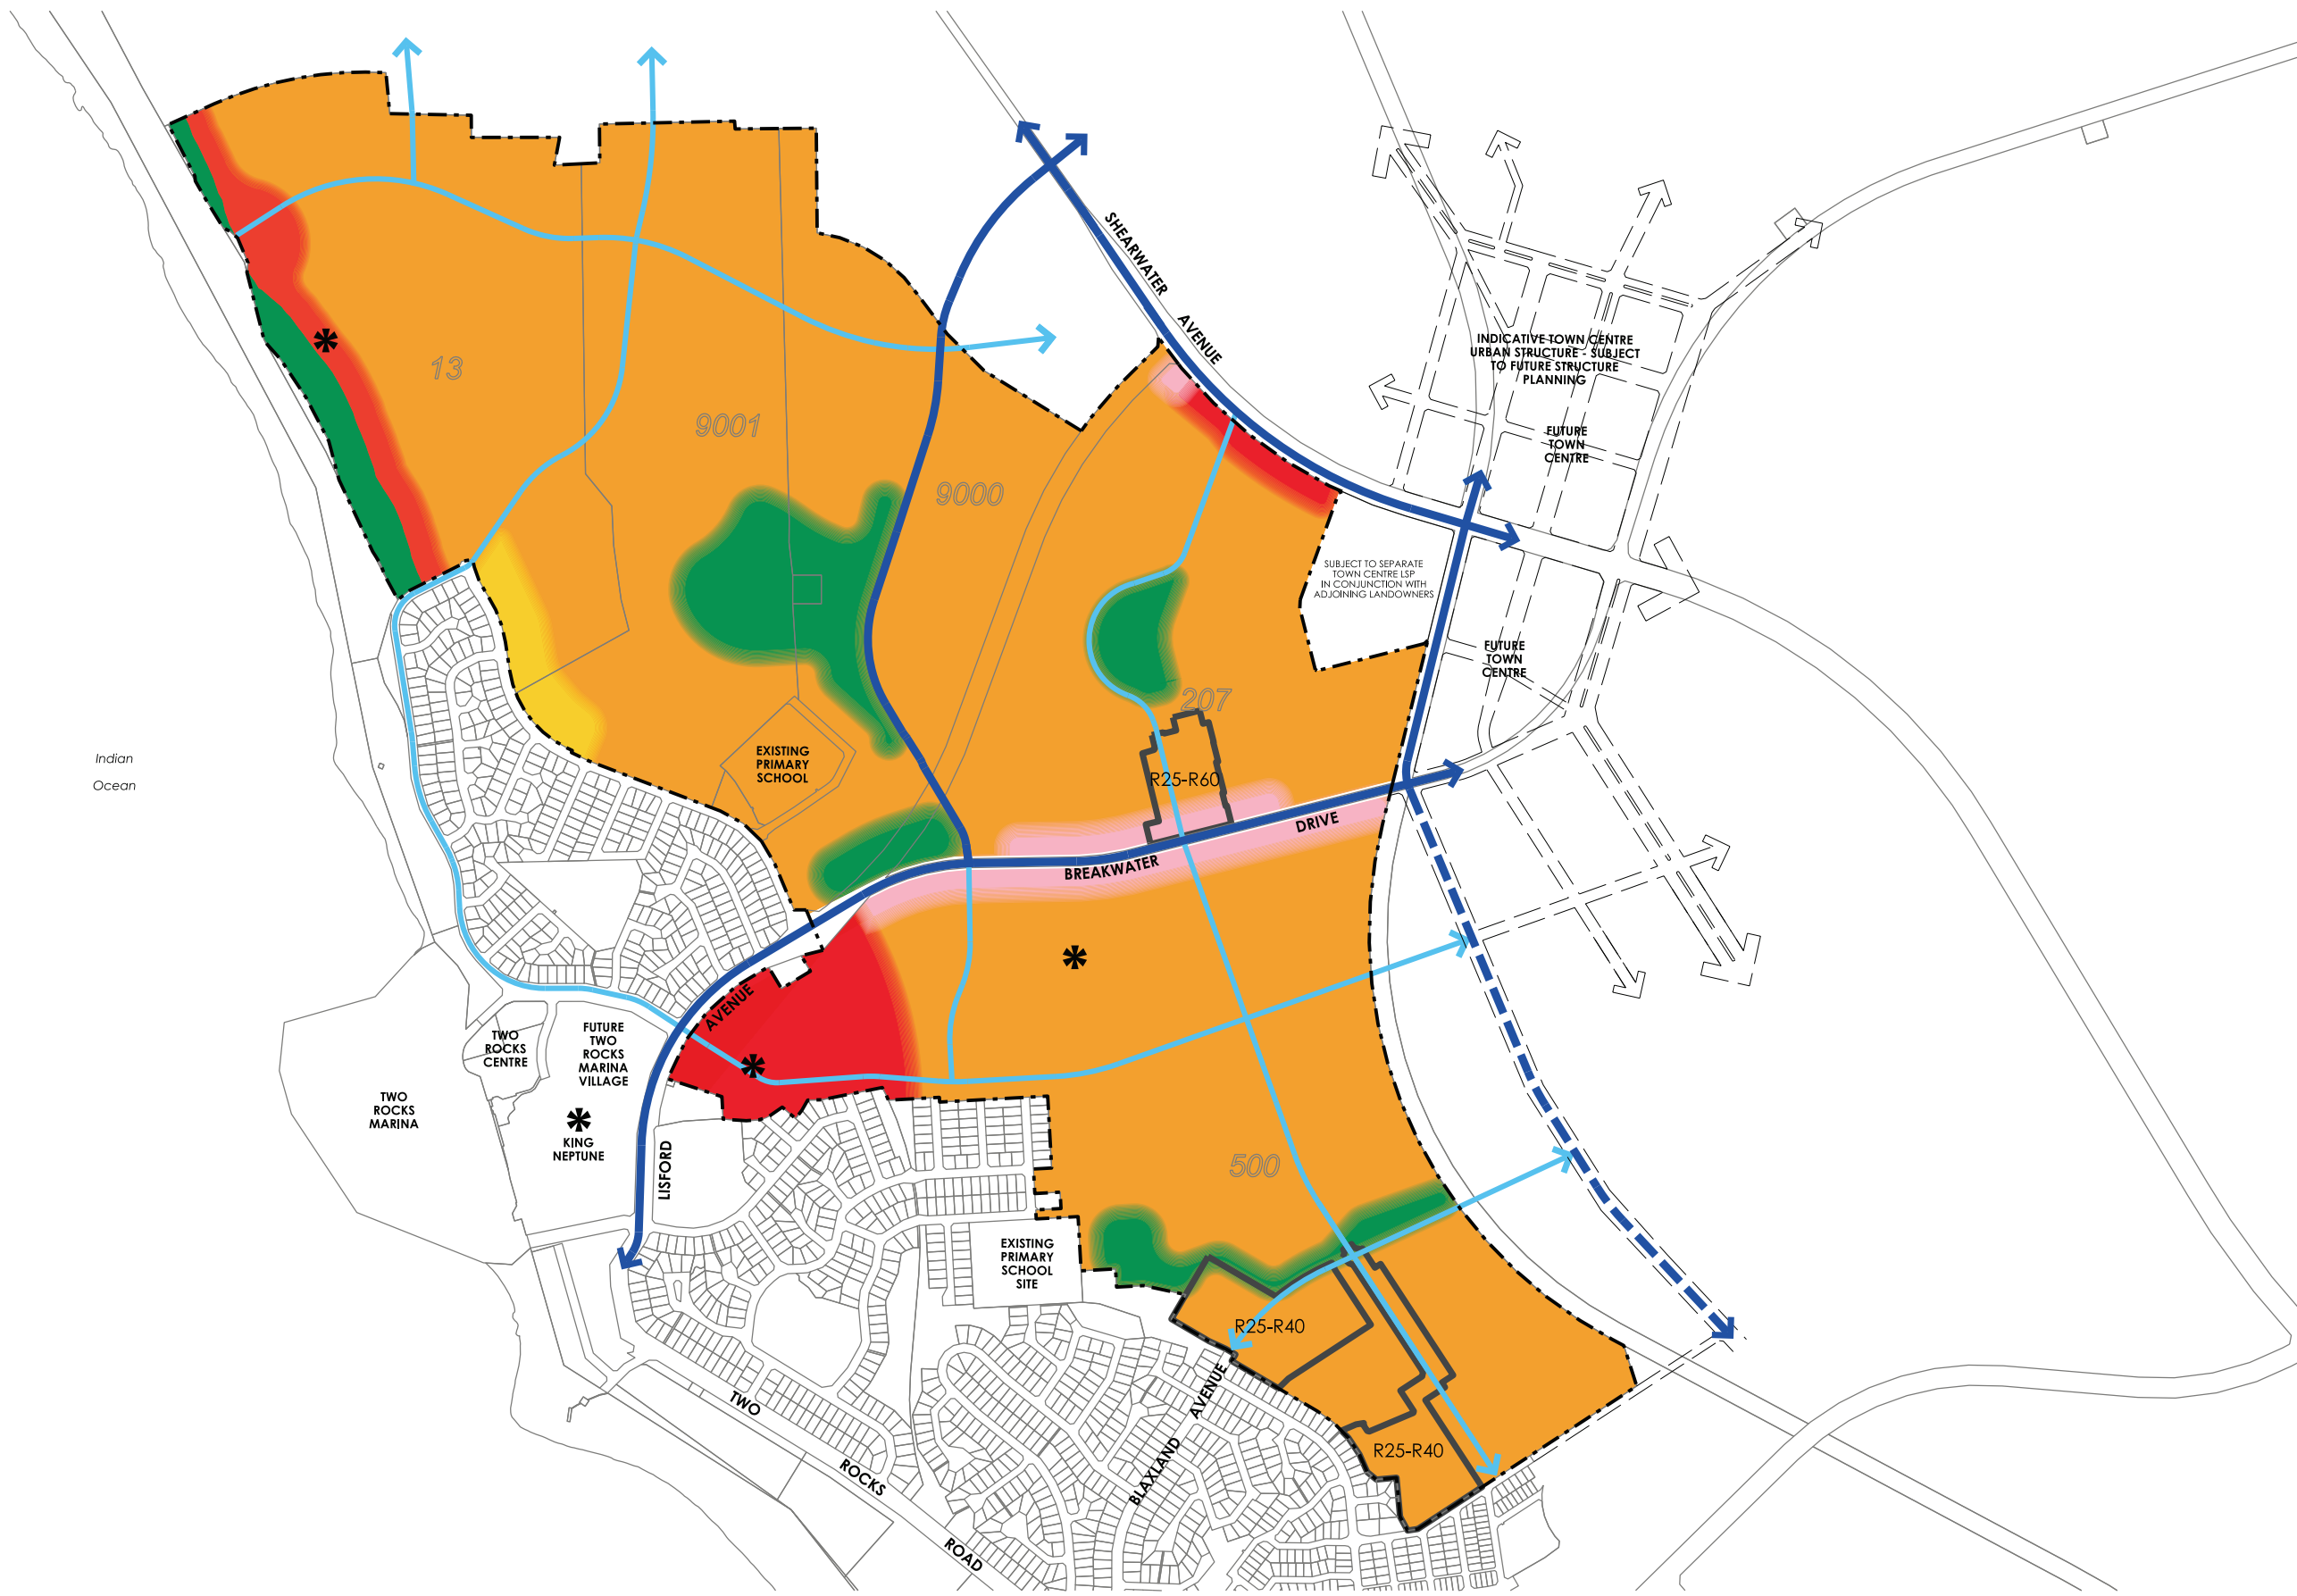 SHEARWATER
AVENUE
INDICATIVE TOWN CENTRE
URBAN STRUCTURE - SUBJECT
TO FUTURE STRUCTURE
PLANNING
13
9001
9000
FUTURE
TOWN
CENTRE
SUBJECT TO SEPARATE
TOWN CENTRE LSP
IN CONJUNCTION WITH
ADJOINING LANDOWNERS
FUTURE
TOWN
CENTRE
207
Indian
Ocean
EXISTING
PRIMARY
SCHOOL
R25-R60
BREAKWATER
DRIVE
*
*
*
AVENUE
LISFORD
TWO
ROCKS
CENTRE
FUTURE
TWO
ROCKS
MARINA
VILLAGE
*
KING
NEPTUNE
TWO
ROCKS
MARINA
500
EXISTING
PRIMARY
SCHOOL
SITE
R25-R40
R25-R40
BLAXLAND
AVENUE
TWO
ROCKS
ROAD